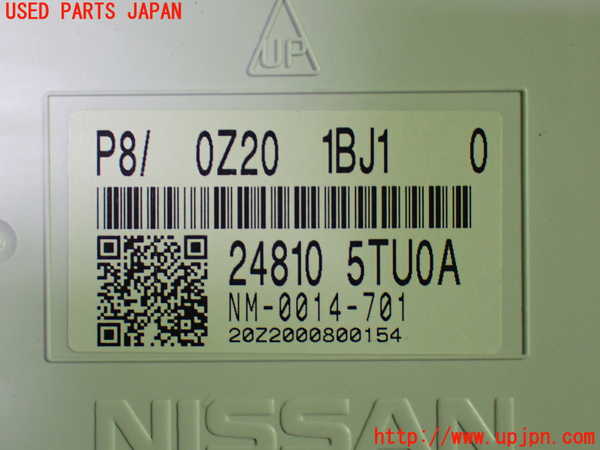 USED PARTS JAPAN
UP
P8/ 0Z20 1BJ1 0
24810 5TU0A
NM-0014-701
20Z2000800154
NISSAN
http://www.upjpn.com